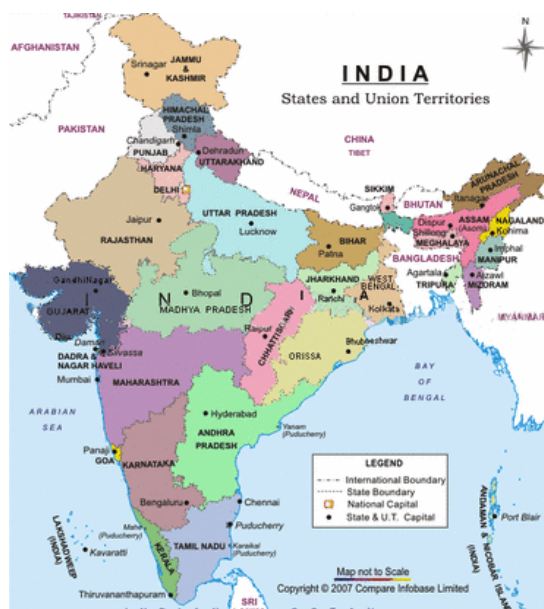 TAJIKISTAN
AFGHANISTAN
N
JAMMU
&
KASHMIR
Srinagar
INDIA
States and Union Territories
HIMACHAL
PRADESH
Shimla
PAKISTAN
Chandigarh
PUNJAB
Dehradun
UTTARAKHAND
CHINA
TIBET
HARYANA
DELHI
NEPAL
SIKKIM
Gangtok
BHUTAN
ARUNACHAL
PRADESH
Itanagar
Jaipur
RAJASTHAN
UTTAR PRADESH
Lucknow
BIHAR
Patna
Dispur
ASSAM
(Asom)
NAGALAND
Kohima
Shillong
MEGHALAYA
Imphal
MANIPUR
BANGLADESH
Agartala
TRIPURA
Aizawl
MIZORAM
GandhiNagar
GUJARAT
I N D I A
Bhopal
MADHYA PRADESH
JHARKHAND
Ranchi
WEST
BENGAL
Kolkata
MYANMAR
Diu
Daman
Silvassa
DADRA &
NAGAR HAVELI
Raipur
CHHATTISGARH
ORISSA
Bhubaneshwar
Mumbai
MAHARASHTRA
ARABIAN
SEA
BAY
OF
BENGAL
Hyderabad
ANDHRA
PRADESH
Yanam
(Puducherry)
Panaji
GOA
KARNATAKA
LEGEND
International Boundary
State Boundary
National Capital
State & U.T. Capital
Bengaluru
Chennai
Mahe
(Puducherry)
Puducherry
Karaikal
(Puducherry)
TAMIL NADU
KERALA
LAKSHADWEEP
(INDIA)
Kavaratti
Thiruvananthapuram
SRI
ANDAMAN & NICOBAR ISLAN
(INDIA)
Port Blair
Map not to Scale
Copyright © 2007 Compare Infobase Limited